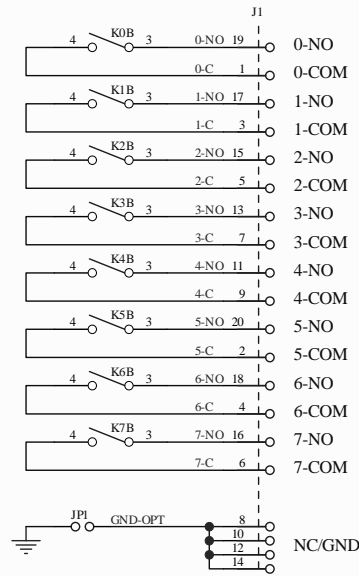 J1
K0B
4 3 0-NO 19 0-NO
0-C 1 0-COM
K1B
4 3 1-NO 17 1-NO
1-C 3 1-COM
K2B
4 3 2-NO 15 2-NO
2-C 5 2-COM
K3B
4 3 3-NO 13 3-NO
3-C 7 3-COM
K4B
4 3 4-NO 11 4-NO
4-C 9 4-COM
K5B
4 3 5-NO 20 5-NO
5-C 2 5-COM
K6B
4 3 6-NO 18 6-NO
6-C 4 6-COM
K7B
4 3 7-NO 16 7-NO
7-C 6 7-COM
JP1 GND-OPT 8
10
12 NC/GND
14